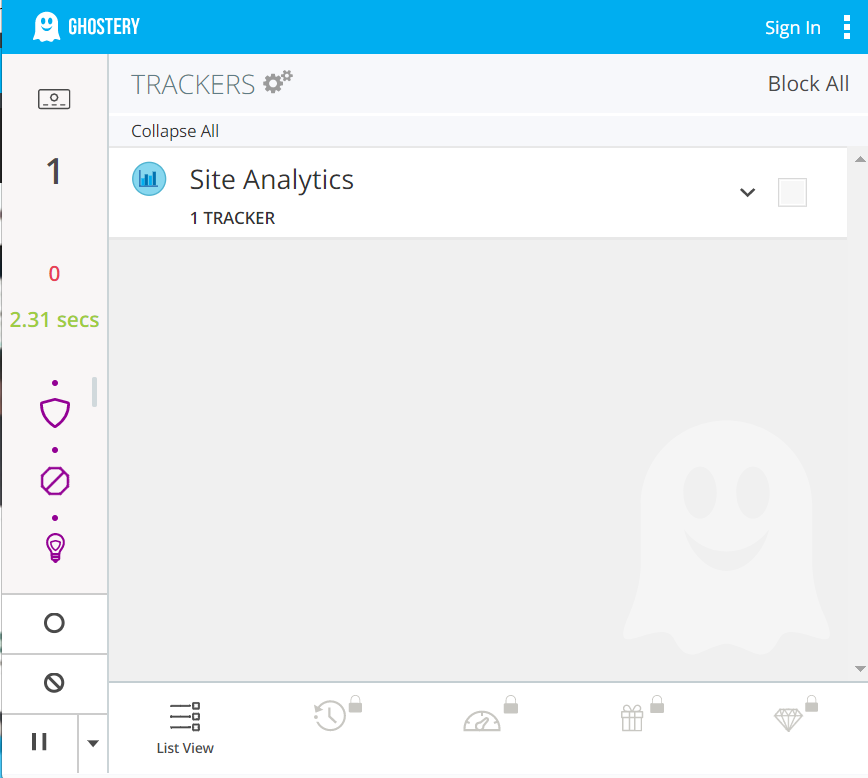 GHOSTERY
Sign In
TRACKERS
Block All
Collapse All
1
Site Analytics
1 TRACKER
0
2.31 secs
List View